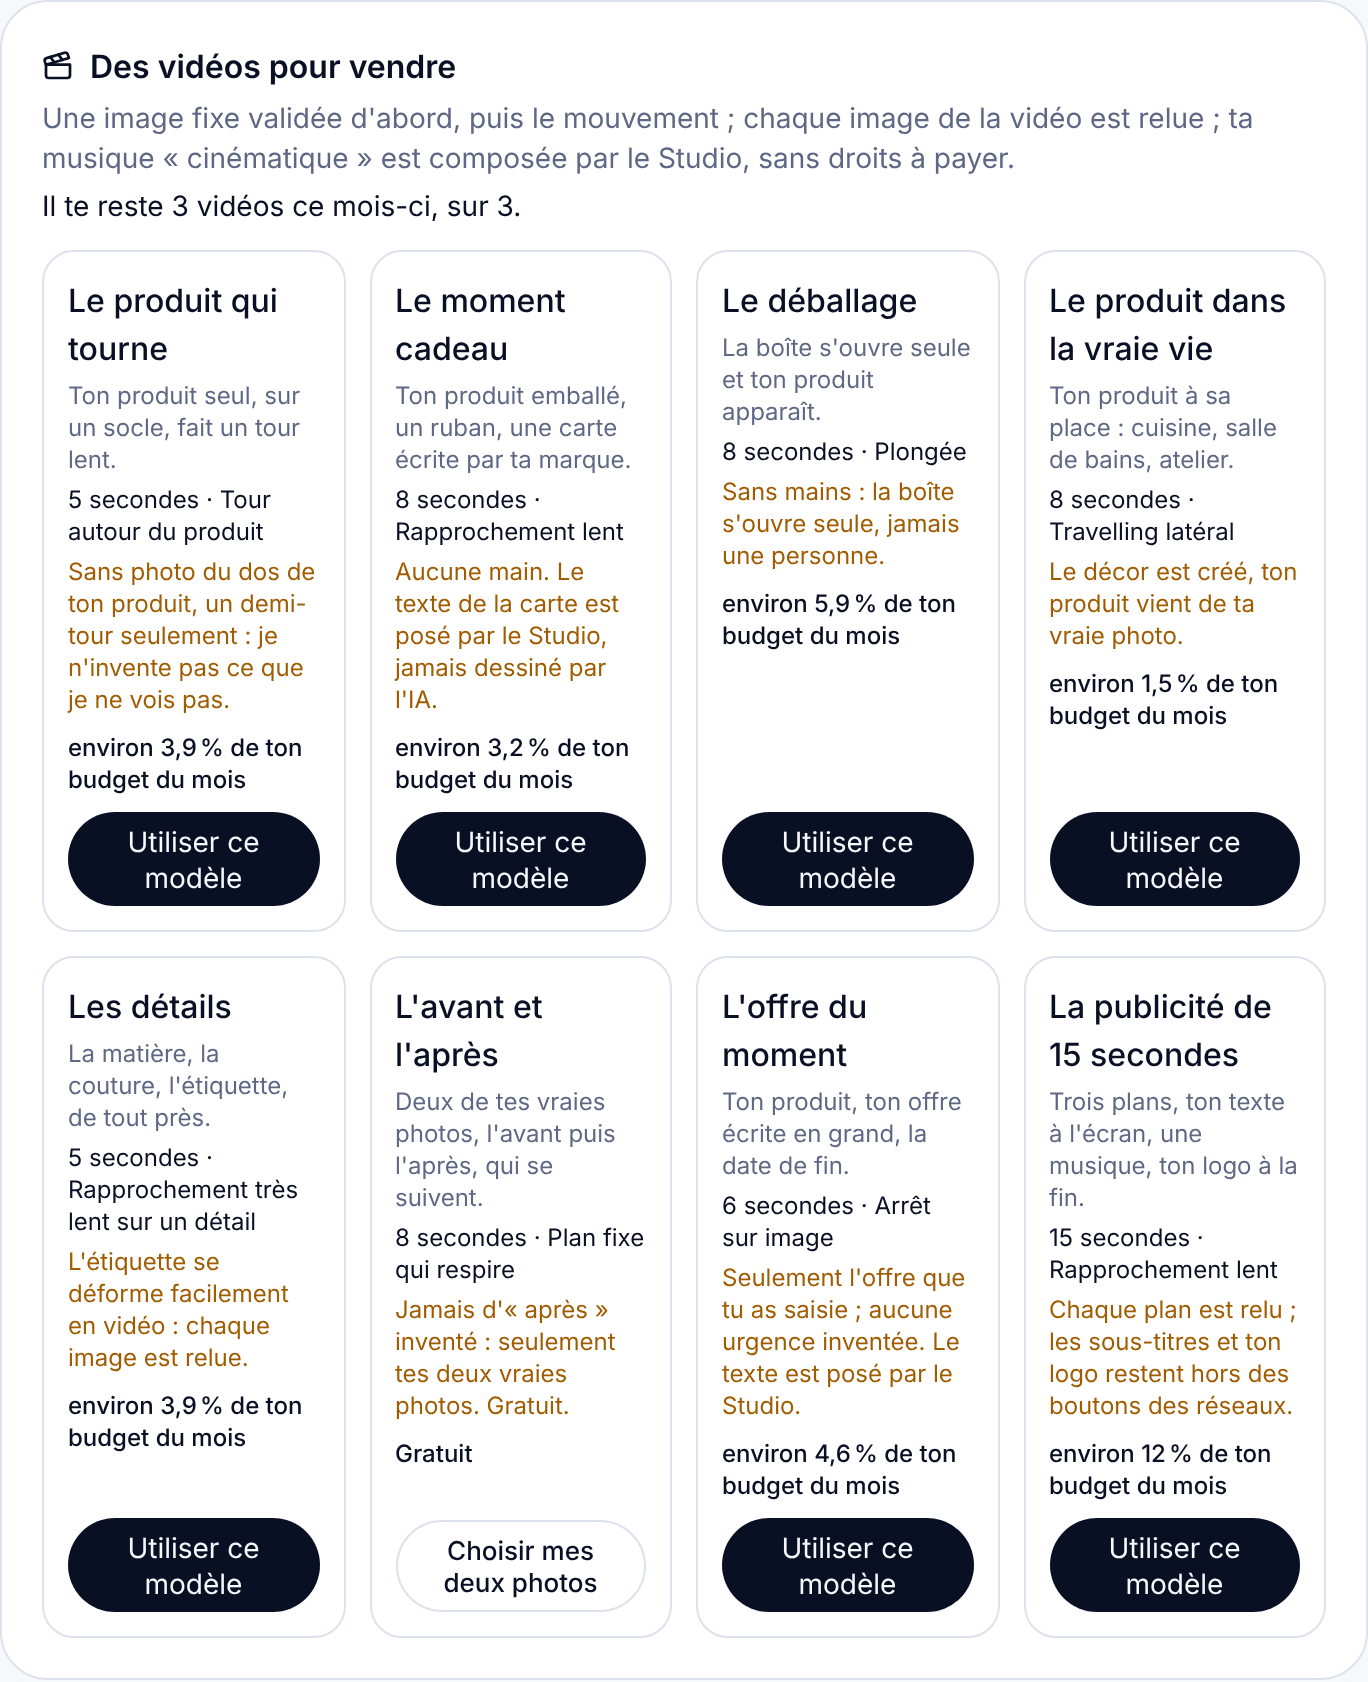 Des vidéos pour vendre
Une image fixe validée d'abord, puis le mouvement ; chaque image de la vidéo est relue ; ta
musique « cinématique » est composée par le Studio, sans droits à payer.
Il te reste 3 vidéos ce mois-ci, sur 3.
Le produit qui
tourne
Ton produit seul, sur
un socle, fait un tour
lent.
5 secondes · Tour
autour du produit
Sans photo du dos de
ton produit, un demi-
tour seulement : je
n'invente pas ce que
je ne vois pas.
environ 3,9 % de ton
budget du mois
Utiliser ce
modèle
Le moment
cadeau
Ton produit emballé,
un ruban, une carte
écrite par ta marque.
8 secondes ·
Rapprochement lent
Aucune main. Le
texte de la carte est
posé par le Studio,
jamais dessiné par
l'IA.
environ 3,2 % de ton
budget du mois
Utiliser ce
modèle
Le déballage
La boîte s'ouvre seule
et ton produit
apparaît.
8 secondes · Plongée
Sans mains : la boîte
s'ouvre seule, jamais
une personne.
environ 5,9 % de ton
budget du mois
Utiliser ce
modèle
Le produit dans
la vraie vie
Ton produit à sa
place : cuisine, salle
de bains, atelier.
8 secondes ·
Travelling latéral
Le décor est créé, ton
produit vient de ta
vraie photo.
environ 1,5 % de ton
budget du mois
Utiliser ce
modèle
Les détails
La matière, la
couture, l'étiquette,
de tout près.
5 secondes ·
Rapprochement très
lent sur un détail
L'étiquette se
déforme facilement
en vidéo : chaque
image est relue.
environ 3,9 % de ton
budget du mois
Utiliser ce
modèle
L'avant et
l'après
Deux de tes vraies
photos, l'avant puis
l'après, qui se
suivent.
8 secondes · Plan fixe
qui respire
Jamais d'« après »
inventé : seulement
tes deux vraies
photos. Gratuit.
Gratuit
Choisir mes
deux photos
L'offre du
moment
Ton produit, ton offre
écrite en grand, la
date de fin.
6 secondes · Arrêt
sur image
Seulement l'offre que
tu as saisie ; aucune
urgence inventée. Le
texte est posé par le
Studio.
environ 4,6 % de ton
budget du mois
Utiliser ce
modèle
La publicité de
15 secondes
Trois plans, ton texte
à l'écran, une
musique, ton logo à la
fin.
15 secondes ·
Rapprochement lent
Chaque plan est relu ;
les sous-titres et ton
logo restent hors des
boutons des réseaux.
environ 12 % de ton
budget du mois
Utiliser ce
modèle